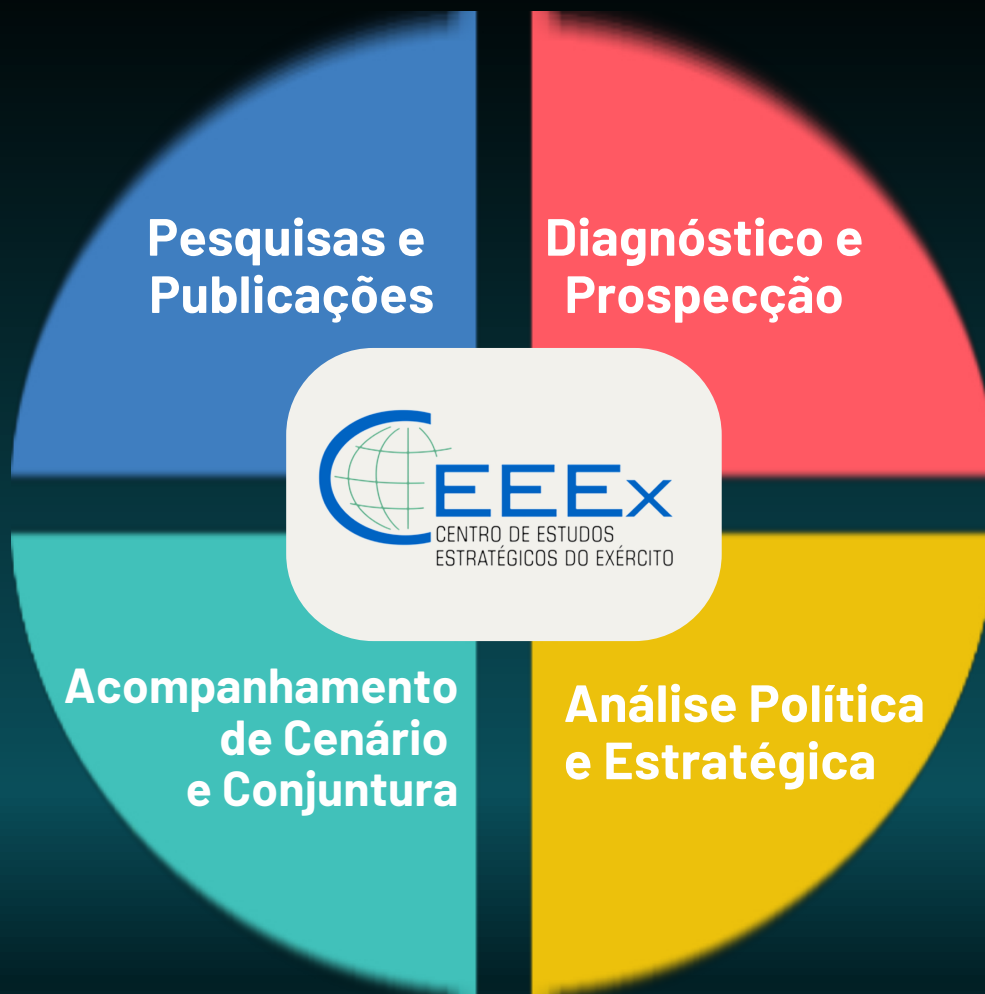 Pesquisas e
Publicações
Diagnóstico e
Prospecção
CEEEx
CENTRO DE ESTUDOS
ESTRATÉGICOS DO EXÉRCITO
Acompanhamento
de Cenário
e Conjuntura
Análise Política
e Estratégica